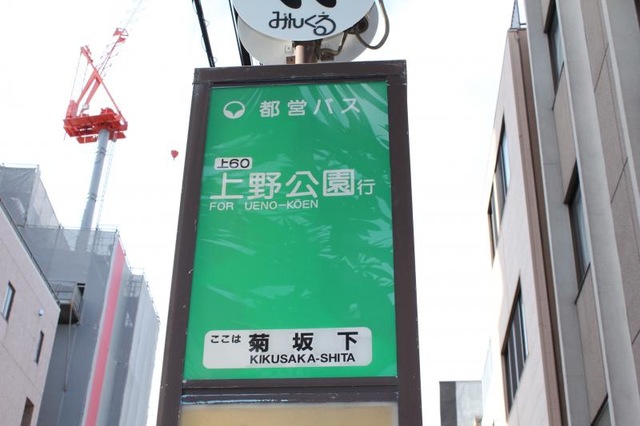 みんくる
都営バス
上60
上野公園行
FOR UENO-KŌEN
ここは 菊坂下
KIKUSAKA-SHITA